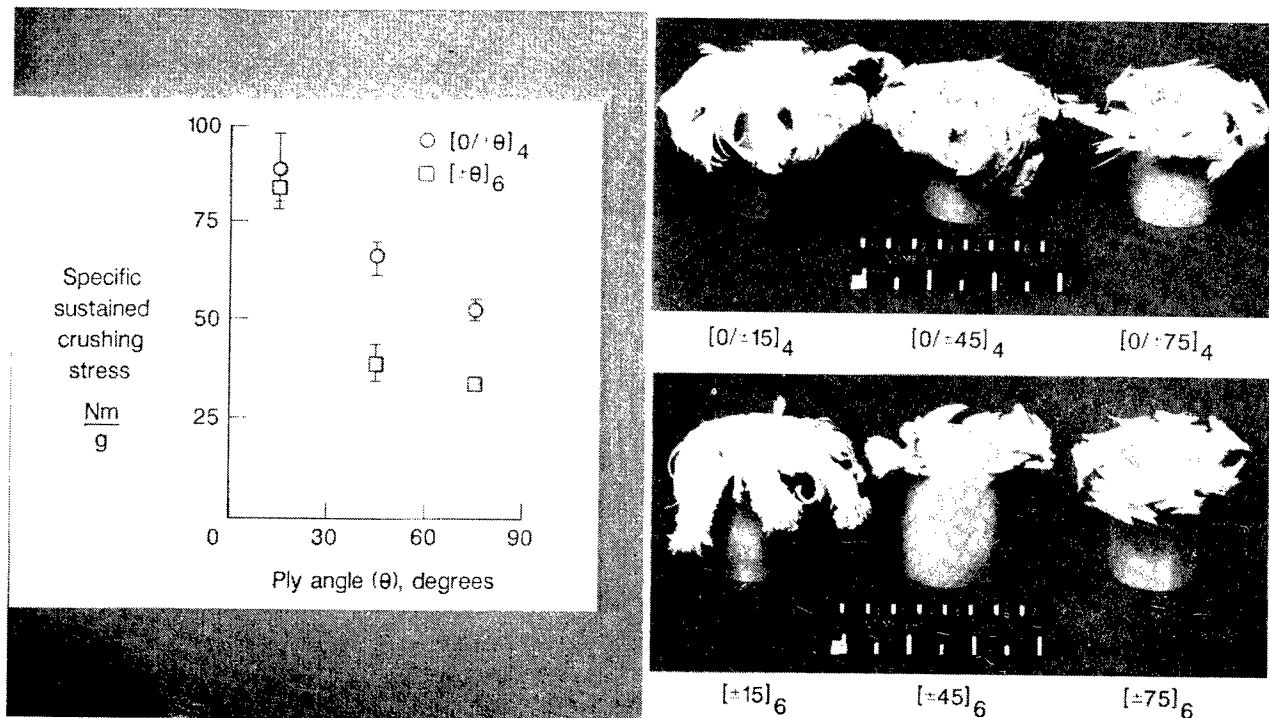 100
75
50
25
0
30
60
90
Specific
sustained
crushing
stress
Nm
g
Ply angle (θ), degrees
○ [0/±θ]4
□ [±θ]6
[0/±15]4
[0/±45]4
[0/±75]4
[±15]6
[±45]6
[±75]6